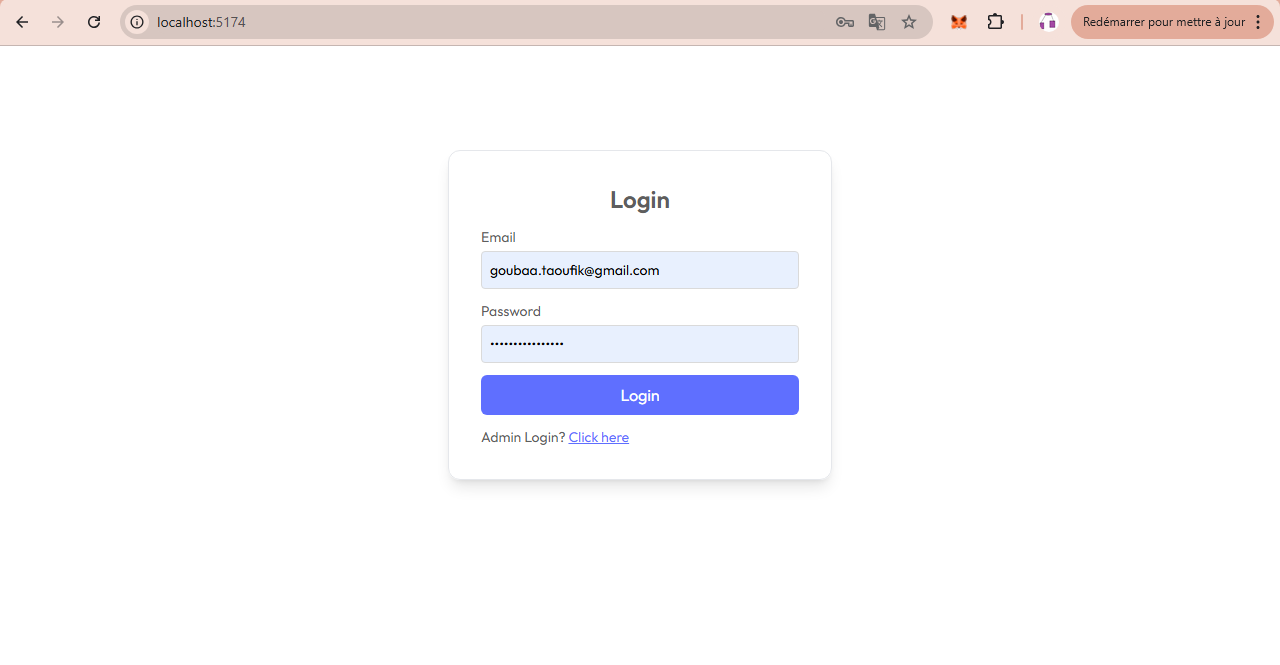 localhost:5174
Redémarrer pour mettre à jour
Login
Email
goubaa.taoufik@gmail.com
Password
••••••••••••••••
Login
Admin Login? Click here